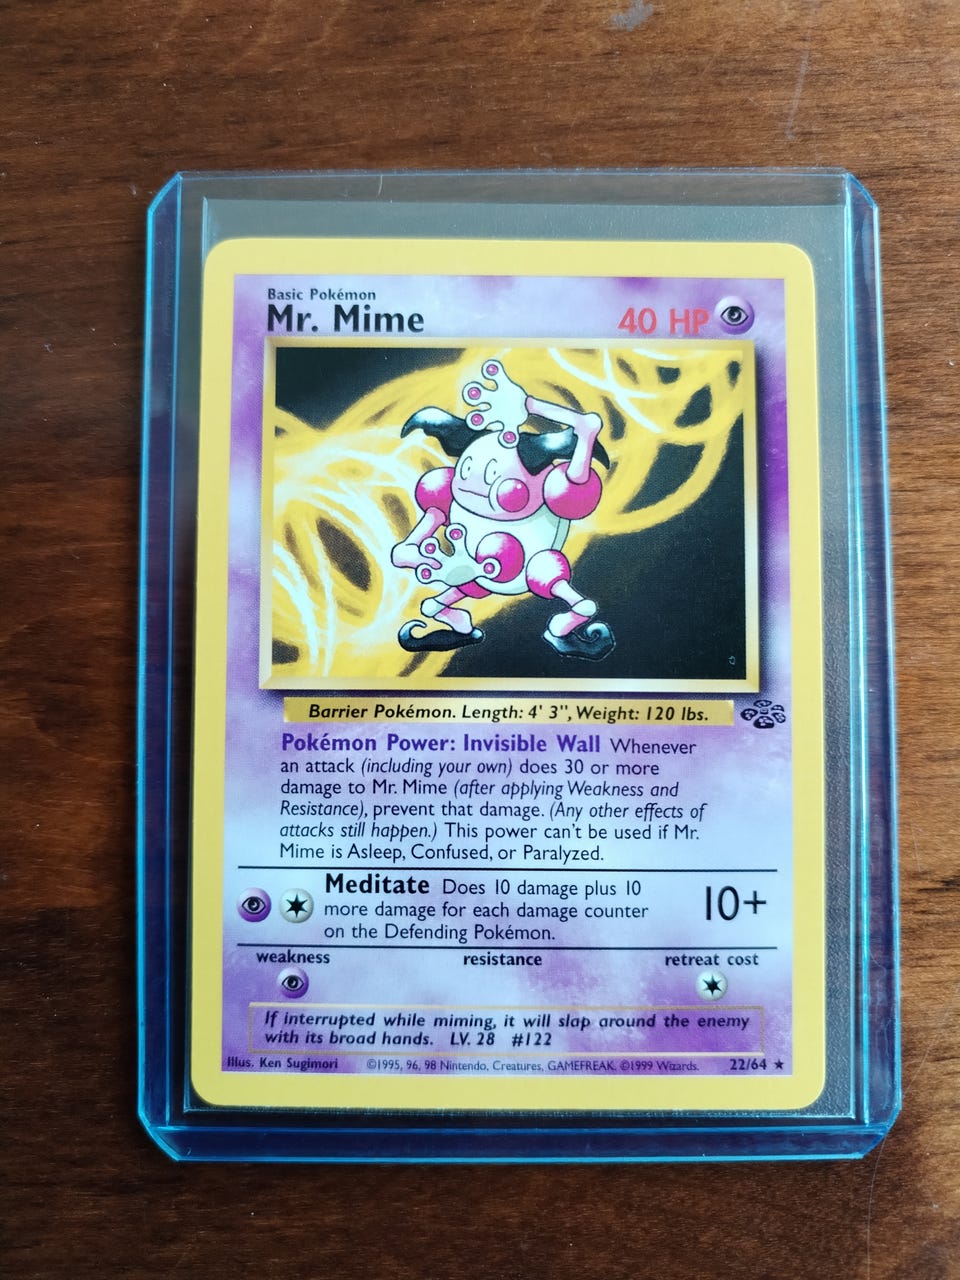 Basic Pokémon
Mr. Mime 40 HP
Barrier Pokémon. Length: 4' 3", Weight: 120 lbs.
Pokémon Power: Invisible Wall Whenever
an attack (including your own) does 30 or more
damage to Mr. Mime (after applying Weakness and
Resistance), prevent that damage. (Any other effects of
attacks still happen.) This power can't be used if Mr.
Mime is Asleep, Confused, or Paralyzed.
Meditate Does 10 damage plus 10
more damage for each damage counter
on the Defending Pokémon.
10+
weakness resistance retreat cost
If interrupted while miming, it will slap around the enemy
with its broad hands. LV. 28 #122
Illus. Ken Sugimori ©1995, 96, 98 Nintendo, Creatures, GAMEFREAK. ©1999 Wizards. 22/64 ★